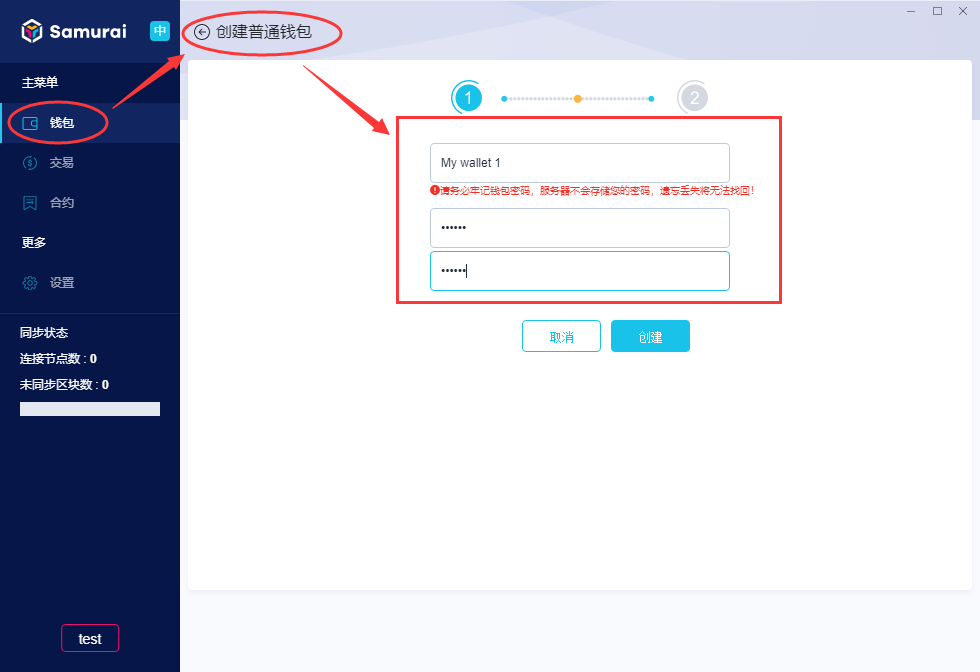 Samurai
中
主菜单
钱包
交易
合约
更多
设置
同步状态
连接节点数 : 0
未同步区块数 : 0
test
创建普通钱包
1
2
My wallet 1
请务必牢记钱包密码，服务器不会存储您的密码，遗忘丢失将无法找回！
••••••
••••••
取消
创建